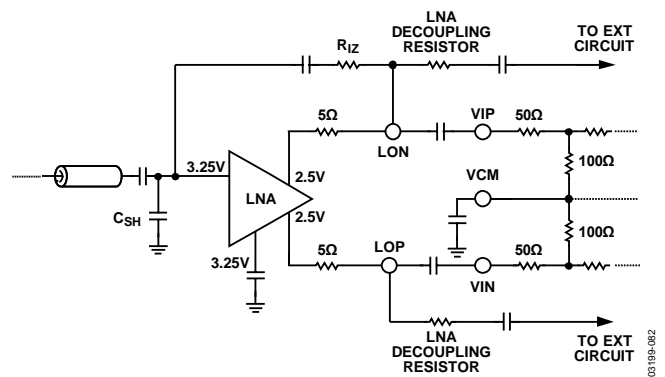 LNA
DECOUPLING
RESISTOR
TO EXT
CIRCUIT
R_IZ
5Ω
VIP
50Ω
LON
100Ω
3.25V
2.5V
LNA
VCM
2.5V
C_SH
100Ω
3.25V
5Ω
LOP
50Ω
VIN
LNA
DECOUPLING
RESISTOR
TO EXT
CIRCUIT
03199-082